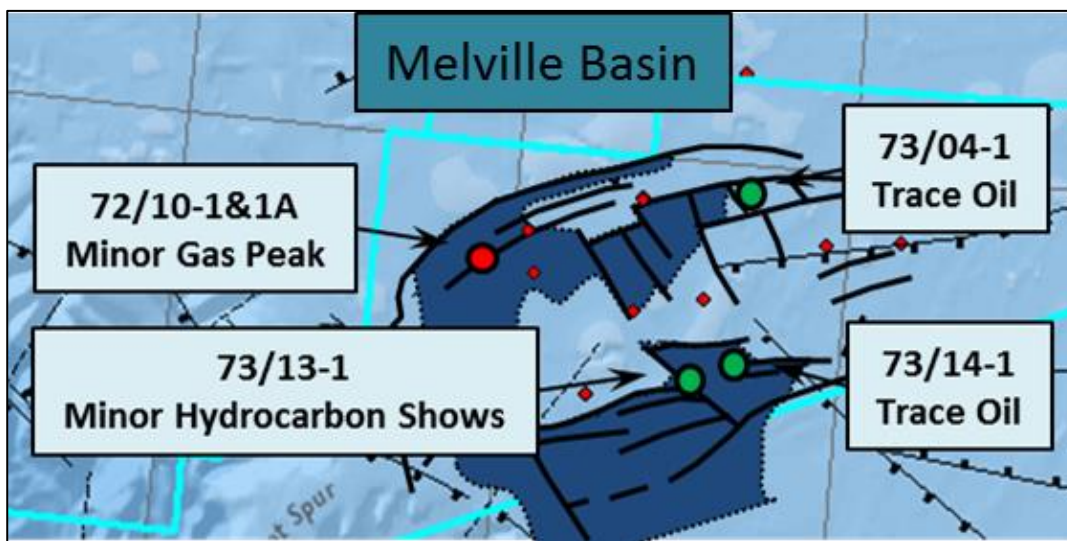 Melville Basin
73/04-1
Trace Oil
72/10-1&1A
Minor Gas Peak
73/13-1
Minor Hydrocarbon Shows
73/14-1
Trace Oil
Spur